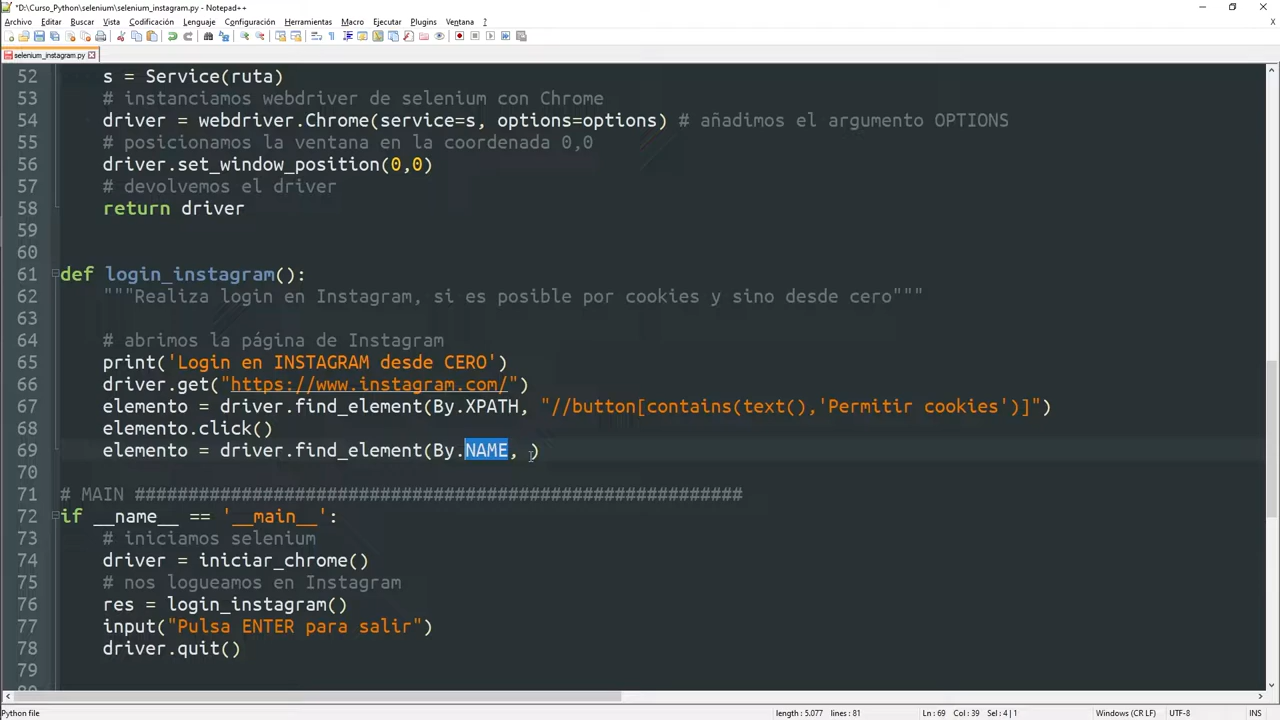 *D:\Curso_Python\selenium\selenium_instagram.py - Notepad++
Archivo Editar Buscar Vista Codificación Lenguaje Configuración Herramientas Macro Ejecutar Plugins Ventana ?
selenium_instagram.py
52 s = Service(ruta)
53 # instanciamos webdriver de selenium con Chrome
54 driver = webdriver.Chrome(service=s, options=options) # añadimos el argumento OPTIONS
55 # posicionamos la ventana en la coordenada 0,0
56 driver.set_window_position(0,0)
57 # devolvemos el driver
58 return driver
59
60
61 def login_instagram():
62 """Realiza login en Instagram, si es posible por cookies y sino desde cero"""
63
64 # abrimos la página de Instagram
65 print('Login en INSTAGRAM desde CERO')
66 driver.get("https://www.instagram.com/")
67 elemento = driver.find_element(By.XPATH, "//button[contains(text(),'Permitir cookies')]")
68 elemento.click()
69 elemento = driver.find_element(By.NAME, )
70
71 # MAIN #########################################################
72 if __name__ == '__main__':
73 # iniciamos selenium
74 driver = iniciar_chrome()
75 # nos logueamos en Instagram
76 res = login_instagram()
77 input("Pulsa ENTER para salir")
78 driver.quit()
79
Python file length : 5.077 lines : 81 Ln : 69 Col : 39 Sel : 4 | 1 Windows (CR LF) UTF-8 INS